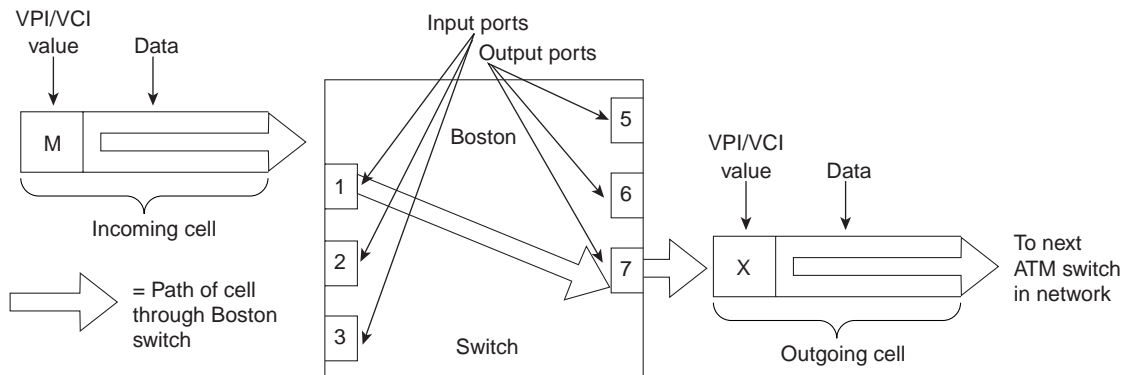 VPI/VCI
value
Data
M
Incoming cell
= Path of cell
through Boston
switch
Input ports
Output ports
Boston
1
2
3
5
6
7
Switch
VPI/VCI
value
Data
X
Outgoing cell
To next
ATM switch
in network